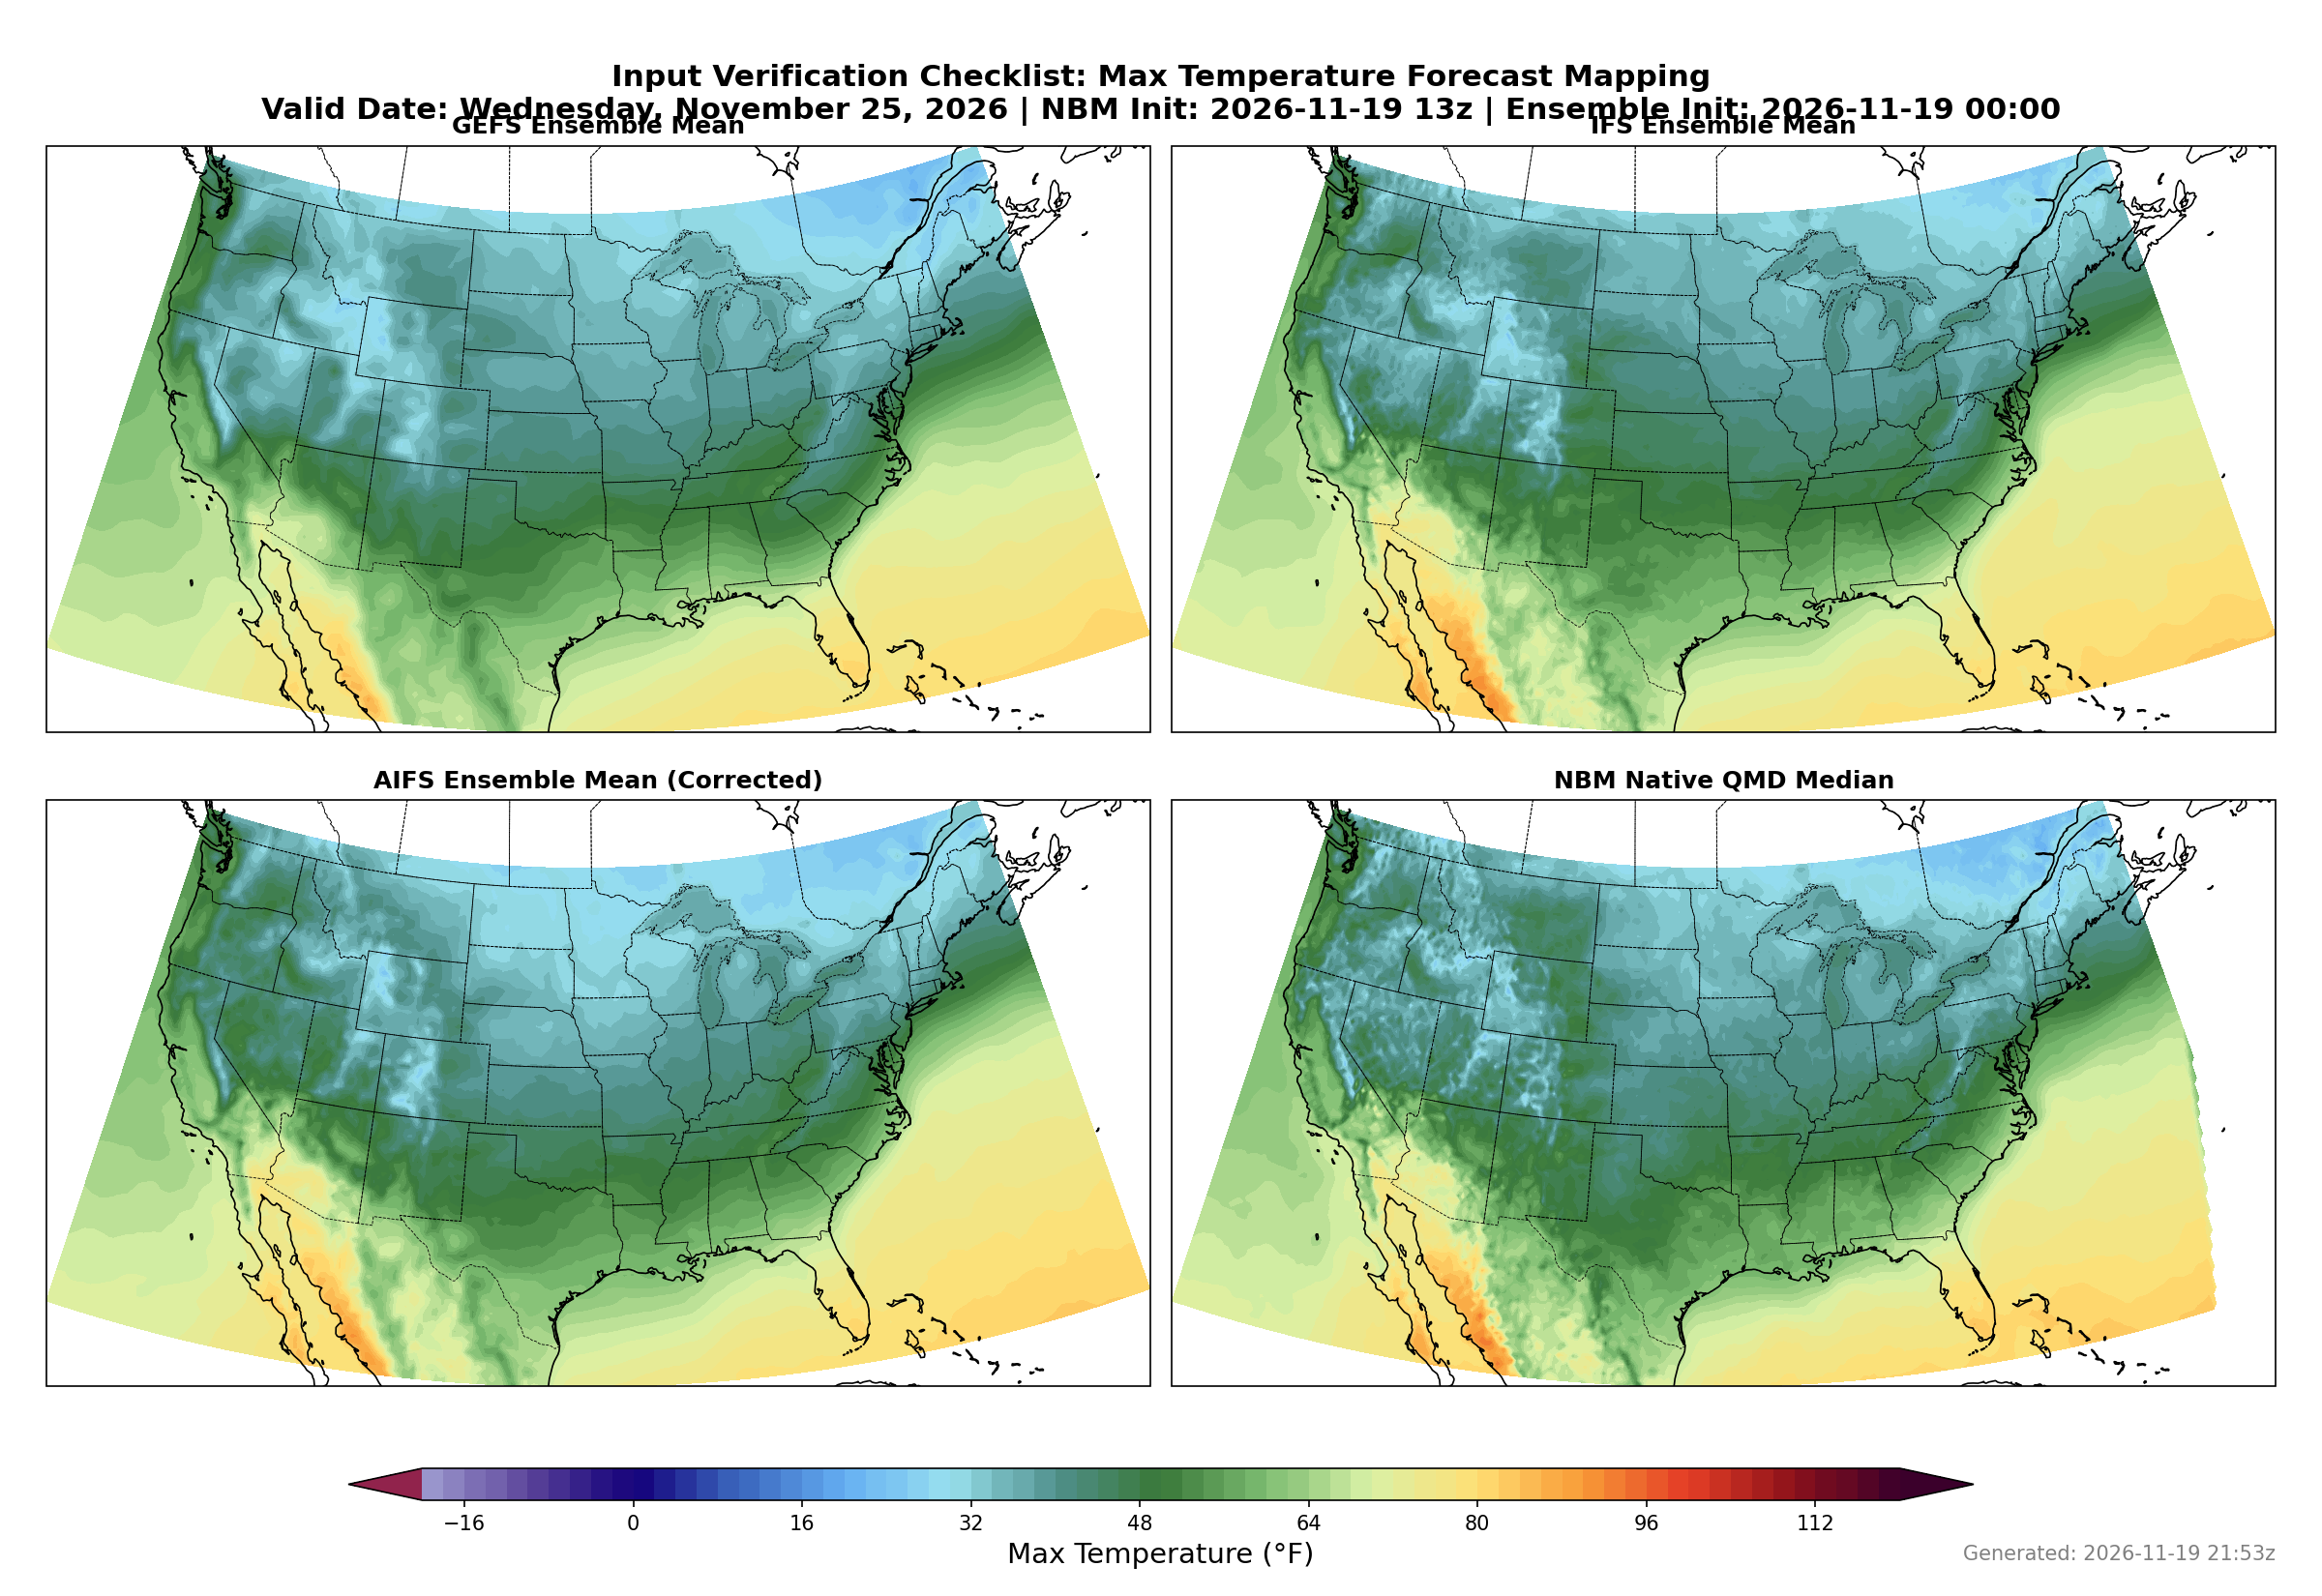 Input Verification Checklist: Max Temperature Forecast Mapping
Valid Date: Wednesday, November 25, 2026 | NBM Init: 2026-11-19 13z | Ensemble Init: 2026-11-19 00:00
GEFS Ensemble Mean
IFS Ensemble Mean
AIFS Ensemble Mean (Corrected)
NBM Native QMD Median
−16 0 16 32 48 64 80 96 112
Max Temperature (°F)
Generated: 2026-11-19 21:53z